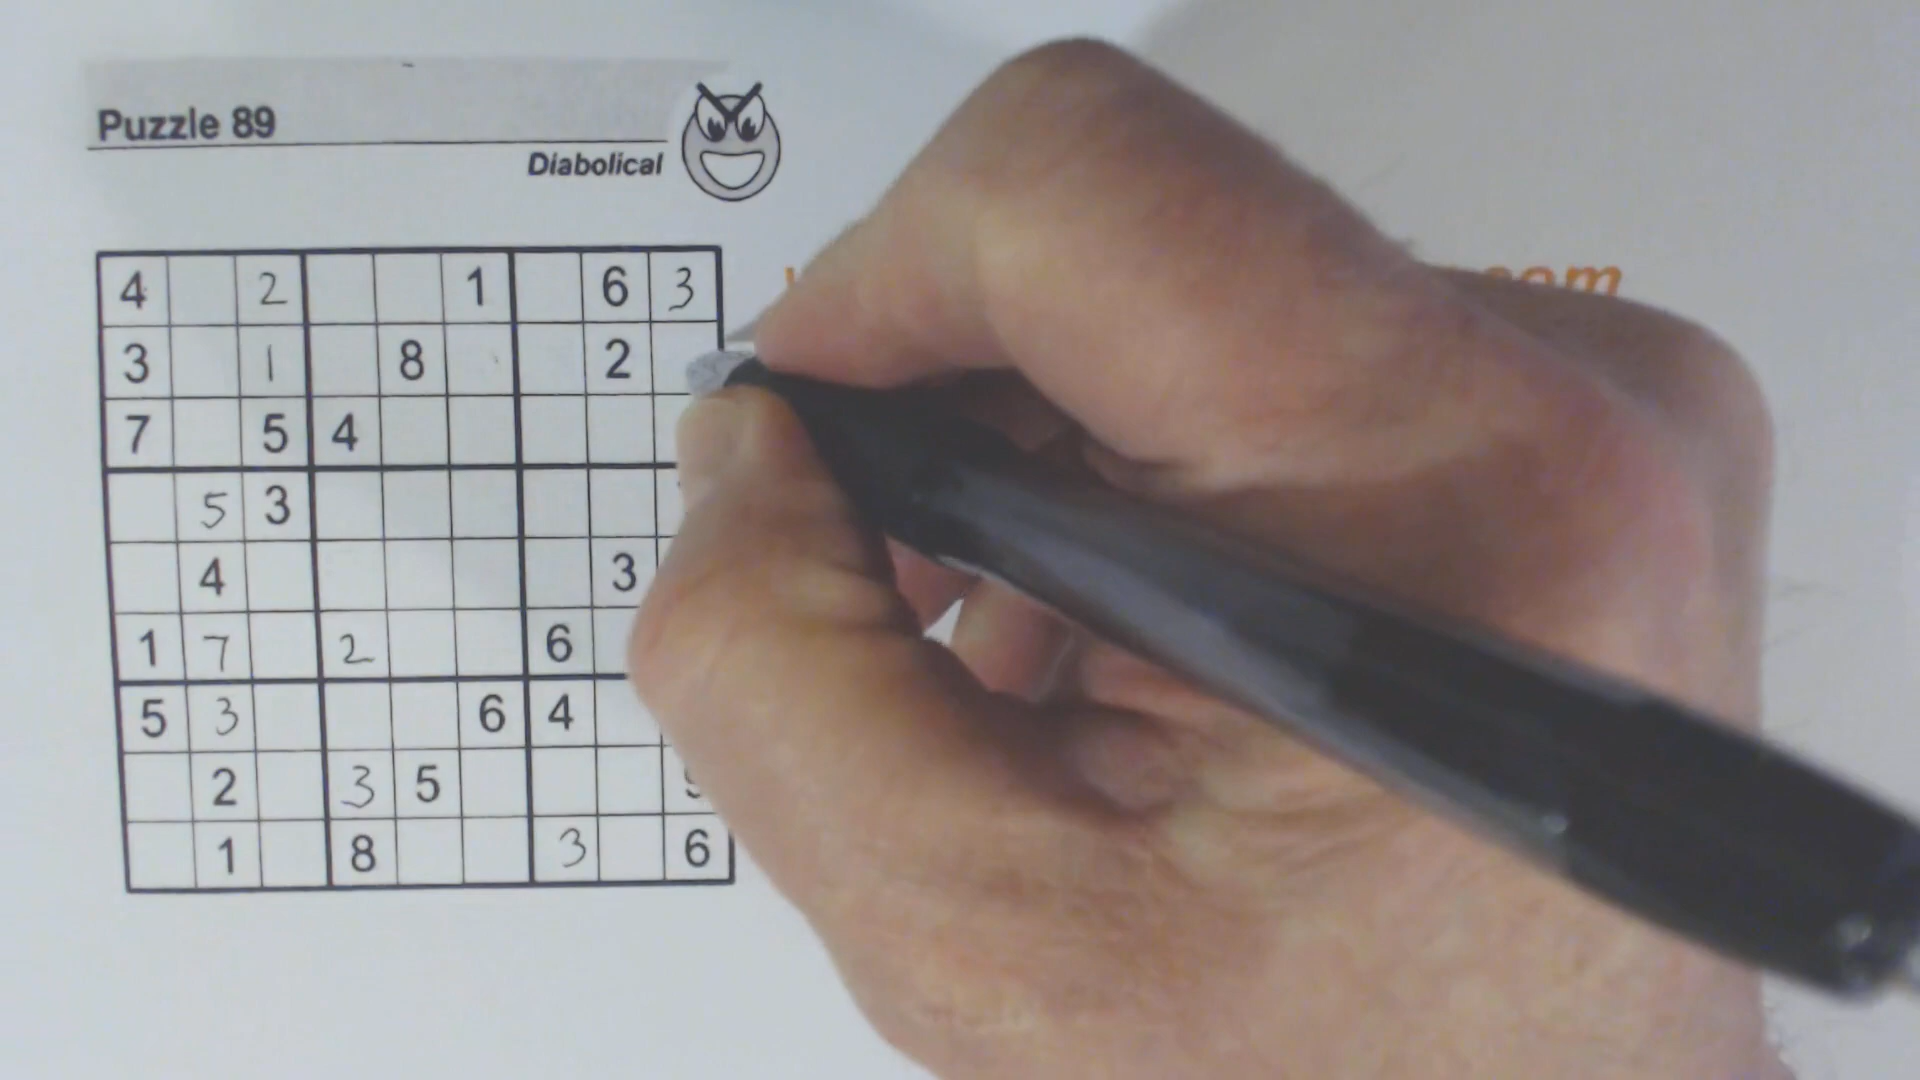 Puzzle 89
Diabolical
om
4 2 1 6 3
3 1 8 2
7 5 4
5 3
4 3
1 7 2 6
5 3 6 4
2 3 5
1 8 3 6